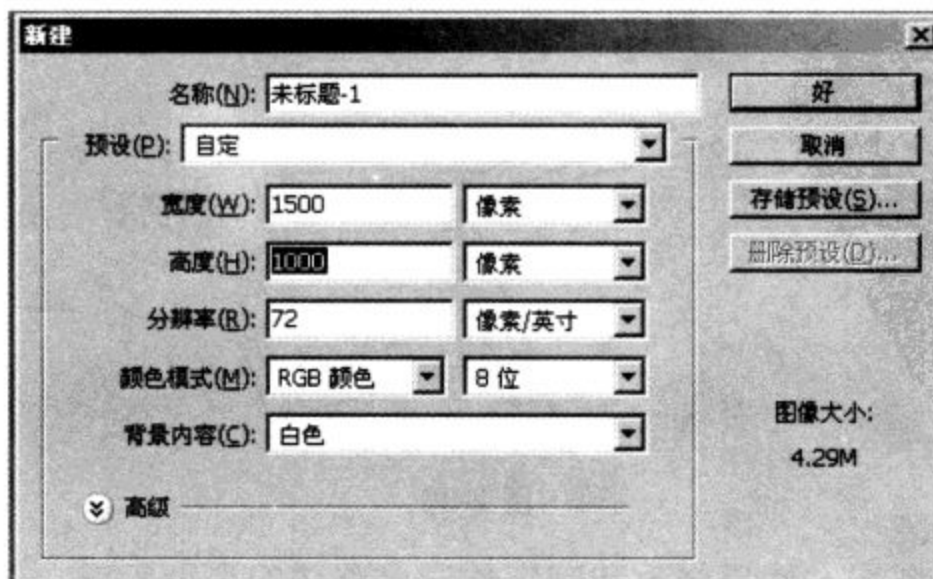 新建
名称(N): 未标题-1
好
预设(P): 自定
取消
宽度(W): 1500 像素
存储预设(S)...
高度(H): 1000 像素
删除预设(D)...
分辨率(R): 72 像素/英寸
颜色模式(M): RGB 颜色 8 位
图像大小:
背景内容(C): 白色
4.29M
高级